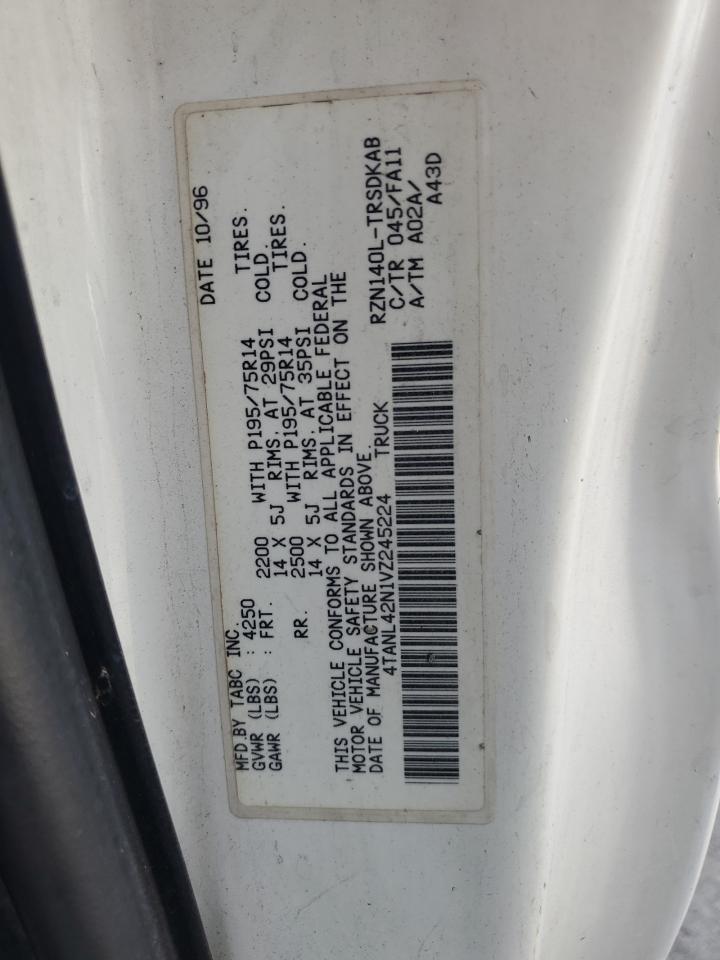 DATE 10/96
MFD.BY TABC INC.
GVWR (LBS) : 4250
GAWR (LBS) : FRT. 2200 WITH P195/75R14 TIRES.
14 X 5J RIMS. AT 29PSI COLD.
RR. 2500 WITH P195/75R14 TIRES.
14 X 5J RIMS. AT 35PSI COLD.
THIS VEHICLE CONFORMS TO ALL APPLICABLE FEDERAL
MOTOR VEHICLE SAFETY STANDARDS IN EFFECT ON THE
DATE OF MANUFACTURE SHOWN ABOVE.
4TANL42N1VZ245224 TRUCK
RZN140L-TRSDKAB
C/TR 045/FA11
A/TM A02A/
A43D